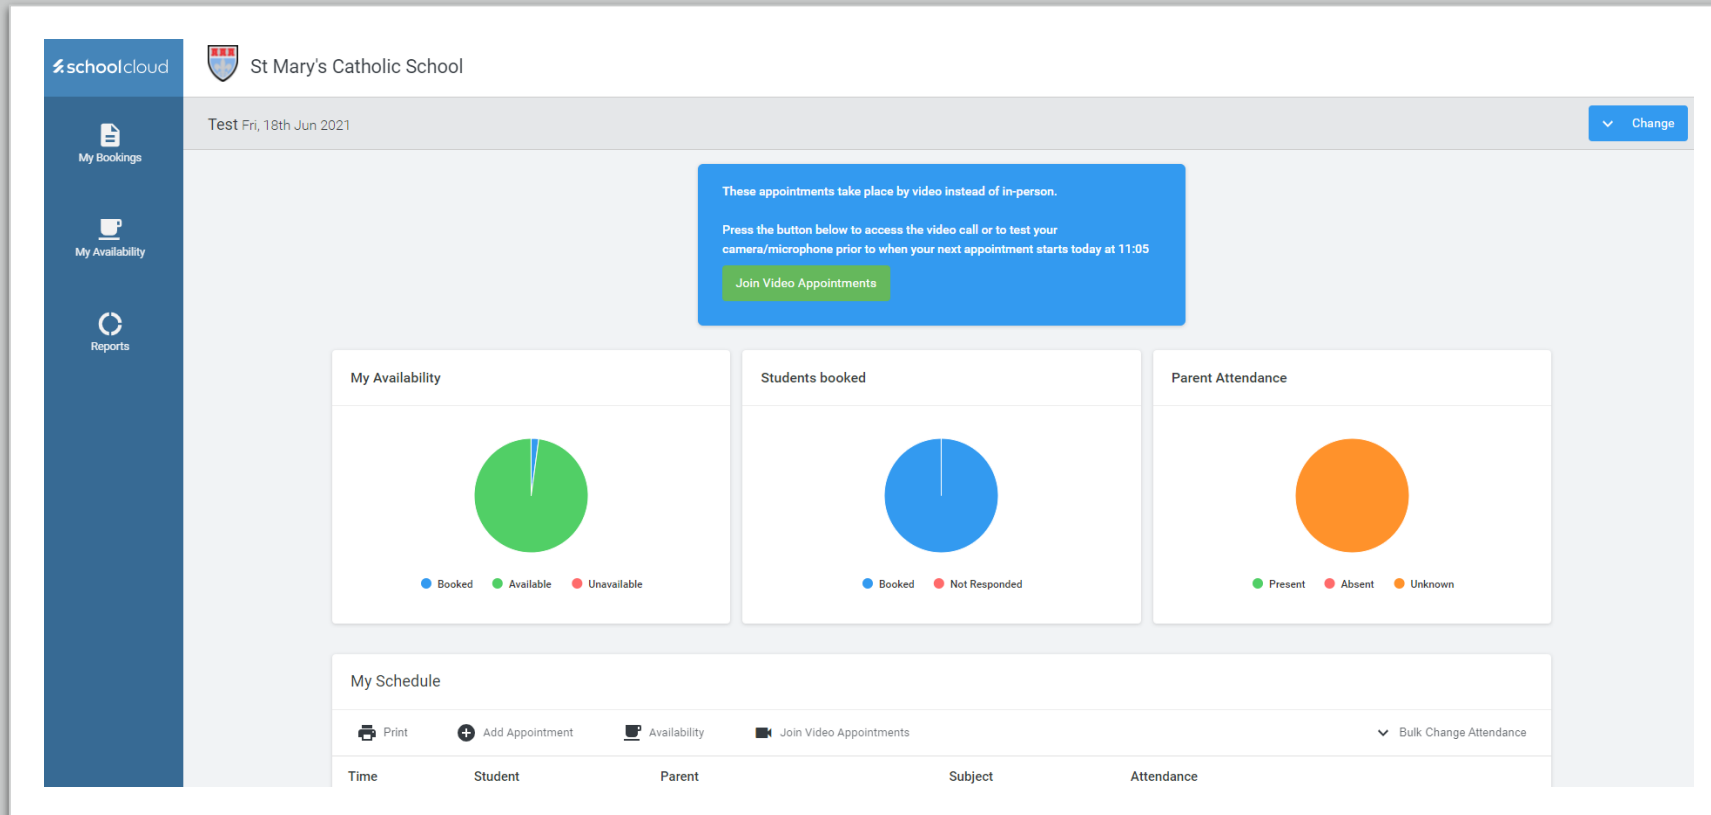 schoolcloud
St Mary's Catholic School
Test Fri, 18th Jun 2021
Change
My Bookings
My Availability
Reports
These appointments take place by video instead of in-person.
Press the button below to access the video call or to test your
camera/microphone prior to when your next appointment starts today at 11:05
Join Video Appointments
My Availability
Booked Available Unavailable
Students booked
Booked Not Responded
Parent Attendance
Present Absent Unknown
My Schedule
Print Add Appointment Availability Join Video Appointments Bulk Change Attendance
Time Student Parent Subject Attendance